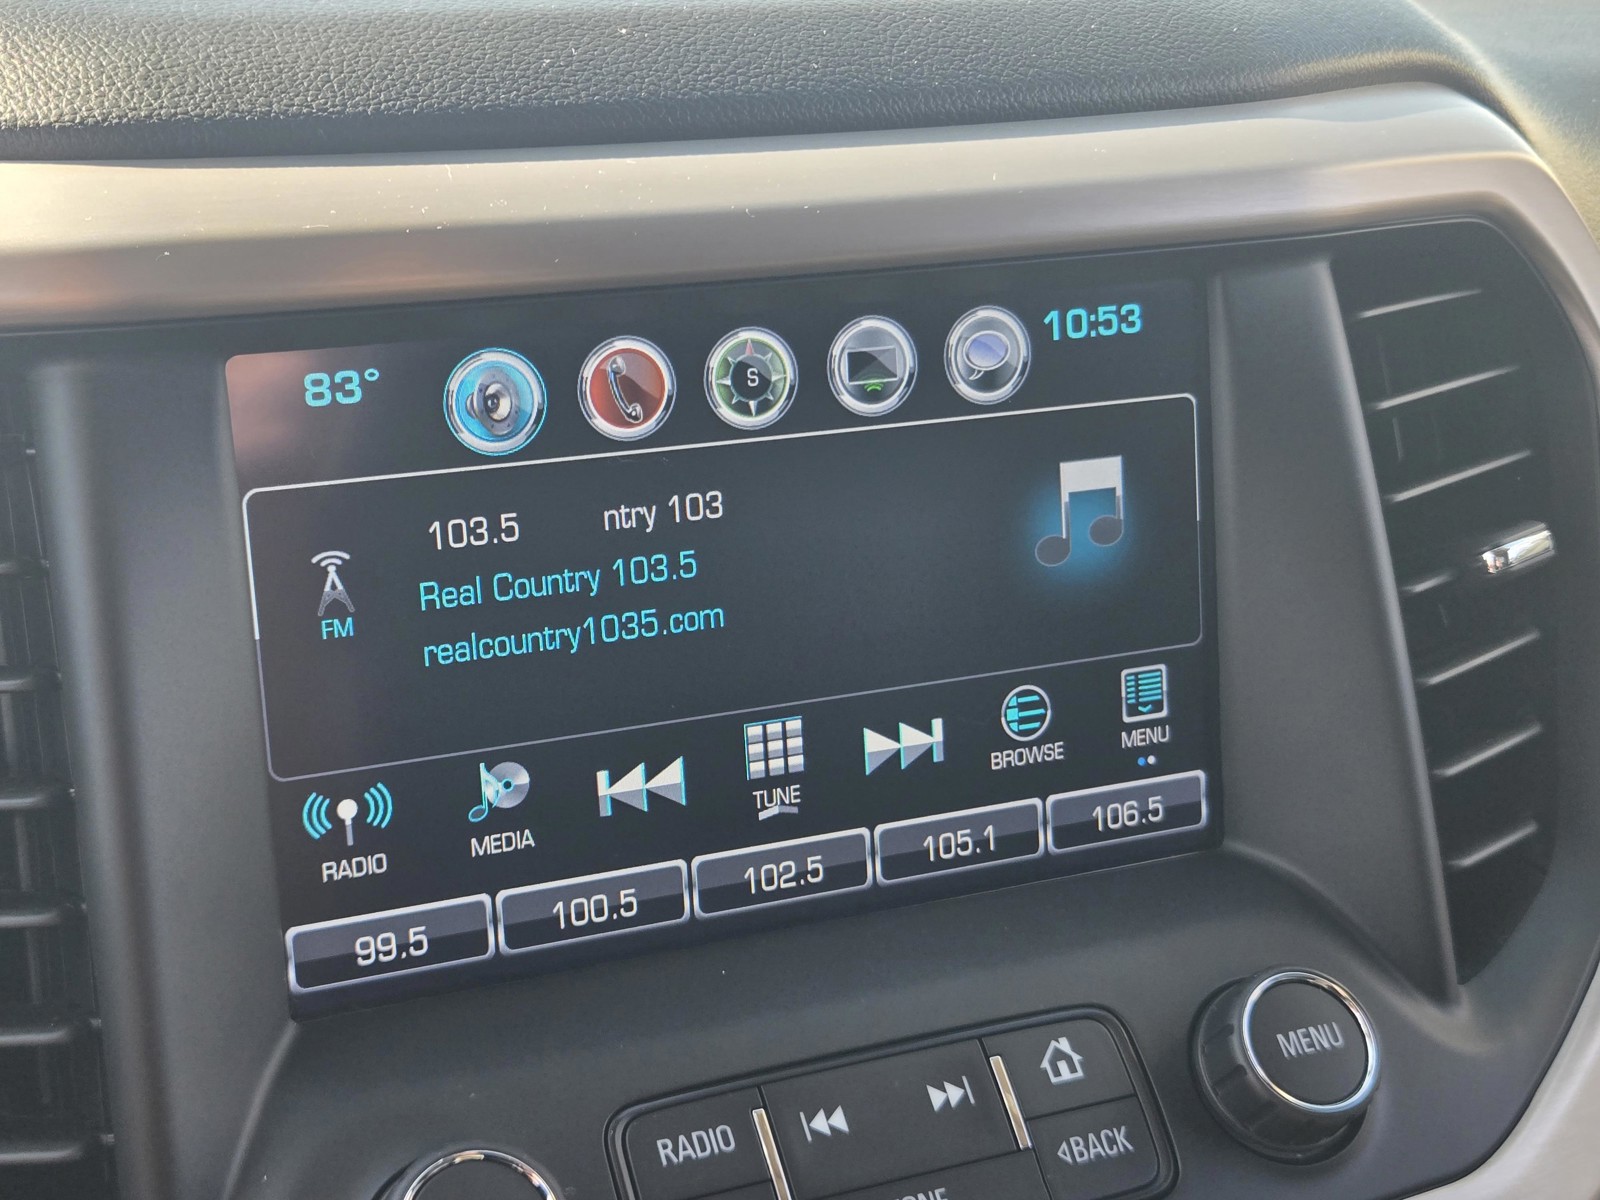 83°
S
10:53
103.5 ntry 103
Real Country 103.5
realcountry1035.com
FM
RADIO
MEDIA
TUNE
BROWSE
MENU
99.5
100.5
102.5
105.1
106.5
MENU
RADIO
BACK